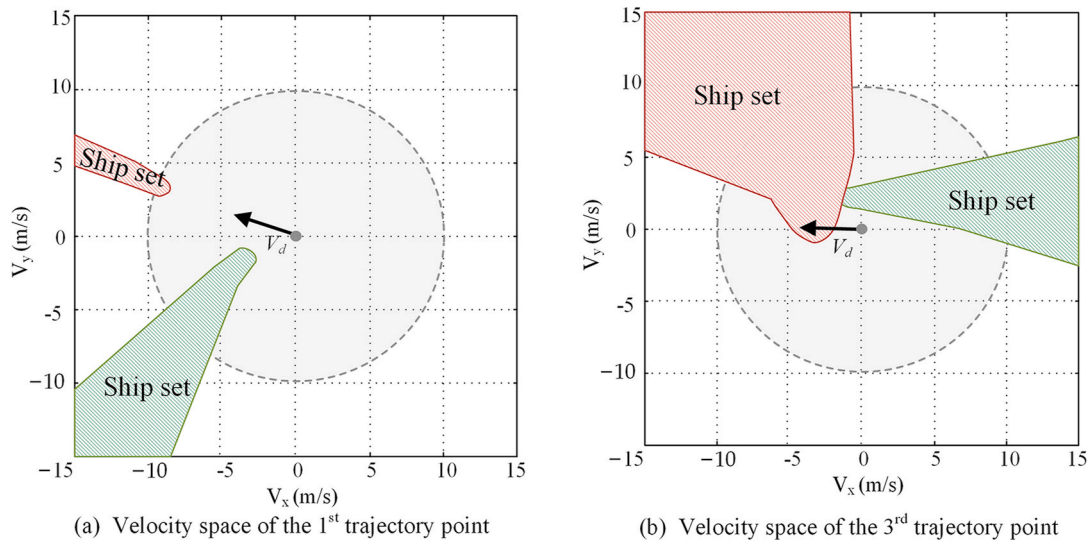 15
10
5
0
-5
−10
−15
−15
−10
−5
0
5
10
15
V_y (m/s)
V_x (m/s)
Ship set
V_d
Ship set
(a) Velocity space of the 1st trajectory point
15
10
5
0
-5
−10
−15
−15
−10
−5
0
5
10
15
V_y (m/s)
V_x (m/s)
Ship set
Ship set
V_d
(b) Velocity space of the 3rd trajectory point